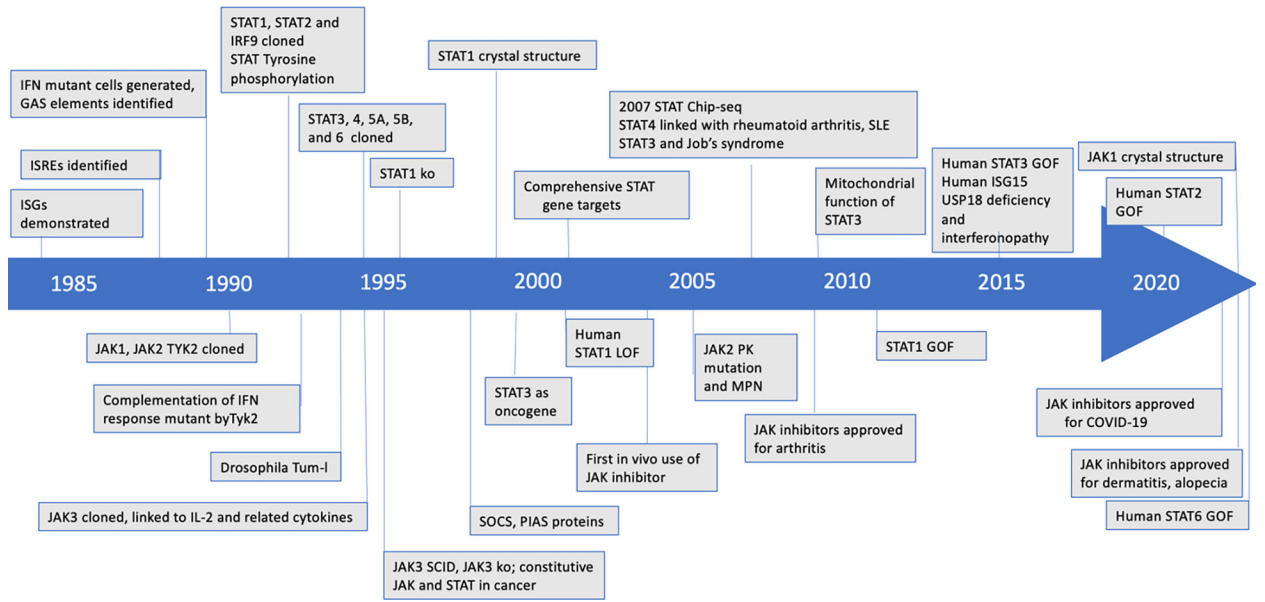 STAT1, STAT2 and
IRF9 cloned
STAT Tyrosine
phosphorylation
STAT1 crystal structure
IFN mutant cells generated,
GAS elements identified
STAT3, 4, 5A, 5B,
and 6 cloned
2007 STAT Chip-seq
STAT4 linked with rheumatoid arthritis, SLE
STAT3 and Job's syndrome
ISREs identified
STAT1 ko
Human STAT3 GOF
Human ISG15
USP18 deficiency
and
interferonopathy
JAK1 crystal structure
ISGs
demonstrated
Comprehensive STAT
gene targets
Mitochondrial
function of
STAT3
Human STAT2
GOF
1985 1990 1995 2000 2005 2010 2015 2020
JAK1, JAK2 TYK2 cloned
Human
STAT1 LOF
JAK2 PK
mutation
and MPN
STAT1 GOF
Complementation of IFN
response mutant byTyk2
STAT3 as
oncogene
JAK inhibitors approved
for arthritis
JAK inhibitors approved
for COVID-19
Drosophila Tum-l
First in vivo use of
JAK inhibitor
JAK inhibitors approved
for dermatitis, alopecia
JAK3 cloned, linked to IL-2 and related cytokines
SOCS, PIAS proteins
Human STAT6 GOF
JAK3 SCID, JAK3 ko; constitutive
JAK and STAT in cancer